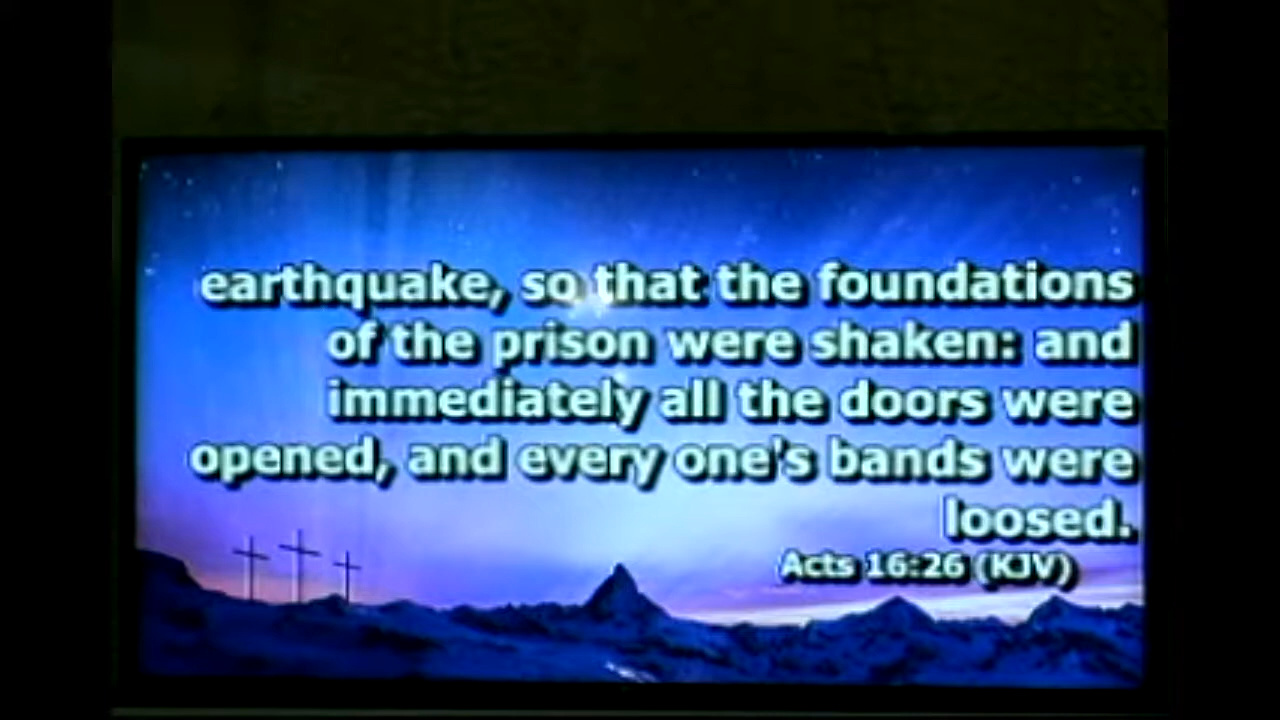 earthquake, so that the foundations
of the prison were shaken: and
immediately all the doors were
opened, and every one's bands were
loosed.
Acts 16:26 (KJV)